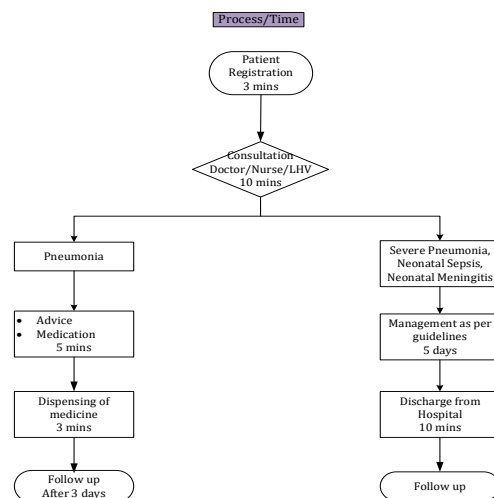 Process/Time
Patient
Registration
3 mins
Consultation
Doctor/Nurse/LHV
10 mins
Pneumonia
Severe Pneumonia,
Neonatal Sepsis,
Neonatal Meningitis
• Advice
• Medication
5 mins
Management as per
guidelines
5 days
Dispensing of
medicine
3 mins
Discharge from
Hospital
10 mins
Follow up
After 3 days
Follow up